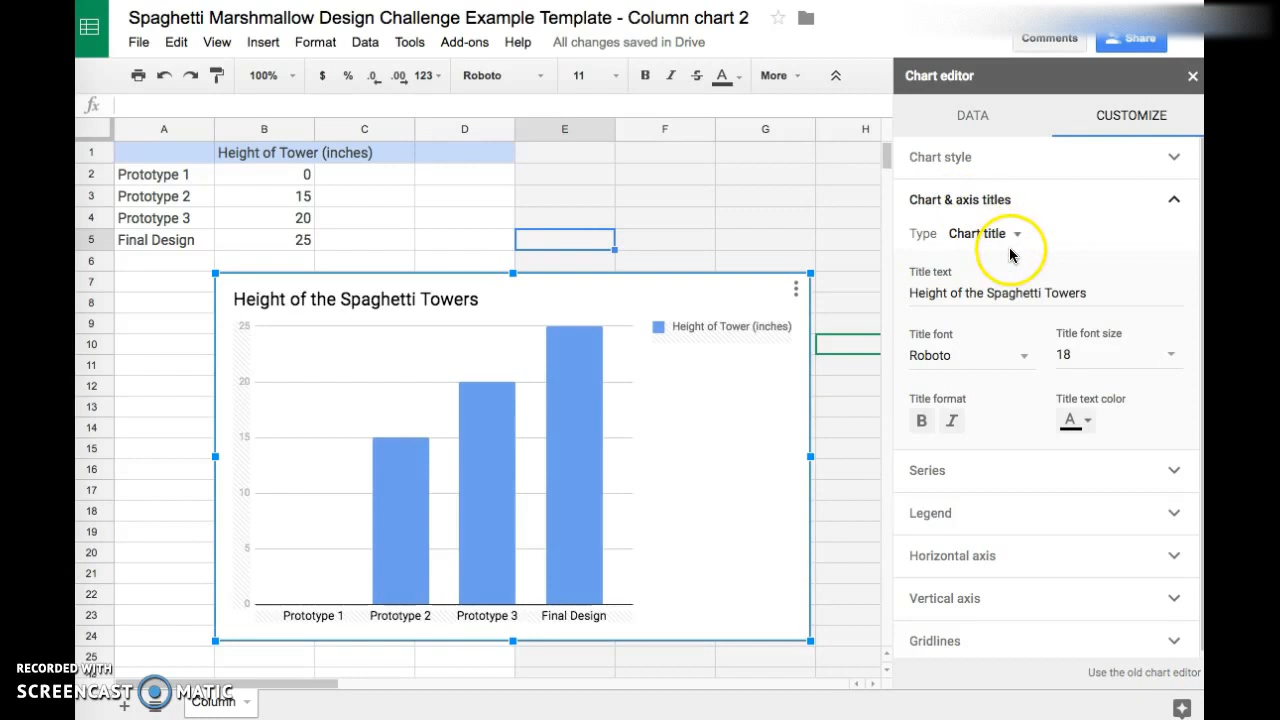 Spaghetti Marshmallow Design Challenge Example Template - Column chart 2
File Edit View Insert Format Data Tools Add-ons Help All changes saved in Drive
Comments Share
100% $ % .0 .00 123 Roboto 11 B I S A More
fx
Chart editor
DATA CUSTOMIZE
A B C D E F G H
1 Height of Tower (inches)
2 Prototype 1 0
3 Prototype 2 15
4 Prototype 3 20
5 Final Design 25
6
7
8
9
10
11
12
13
14
15
16
17
18
19
20
21
22
23
24
25
Height of the Spaghetti Towers
Height of Tower (inches)
25
20
15
10
5
0
Prototype 1 Prototype 2 Prototype 3 Final Design
Chart style
Chart & axis titles
Type Chart title
Title text
Height of the Spaghetti Towers
Title font Title font size
Roboto 18
Title format Title text color
B I A
Series
Legend
Horizontal axis
Vertical axis
Gridlines
Use the old chart editor
Column
RECORDED WITH
SCREENCAST MATIC